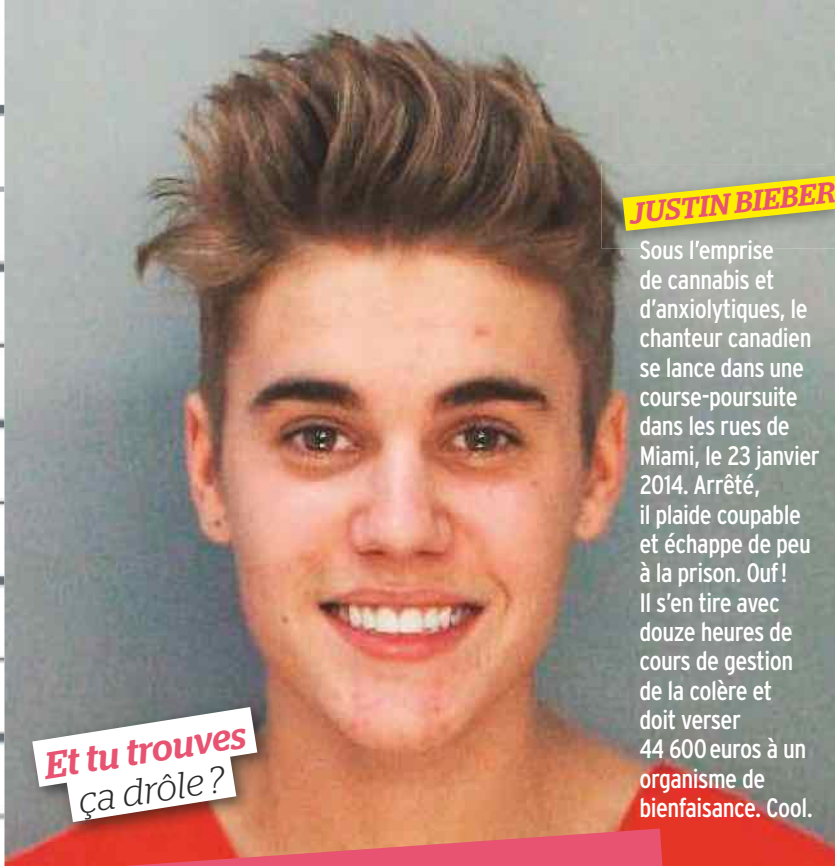 JUSTIN BIEBER
Sous l'emprise
de cannabis et
d'anxiolytiques, le
chanteur canadien
se lance dans une
course-poursuite
dans les rues de
Miami, le 23 janvier
2014. Arrêté,
il plaide coupable
et échappe de peu
à la prison. Ouf !
Il s'en tire avec
douze heures de
cours de gestion
de la colère et
doit verser
44 600 euros à un
organisme de
bienfaisance. Cool.
Et tu trouves
ça drôle ?